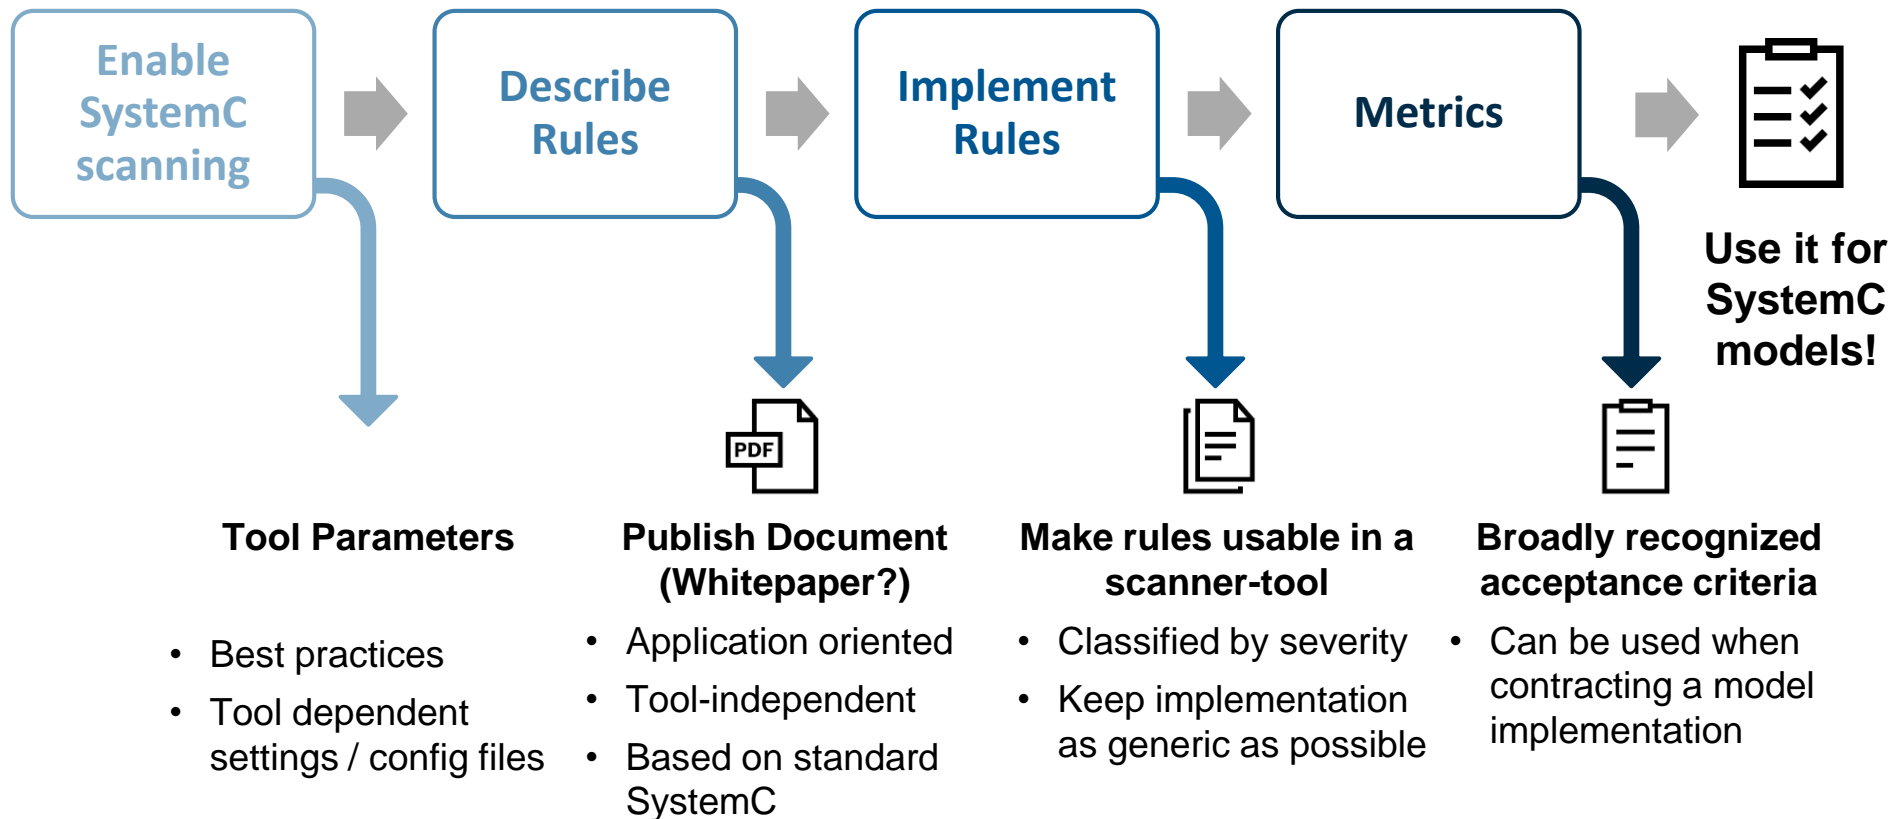 Enable
SystemC
scanning
Describe
Rules
Implement
Rules
Metrics
Use it for
SystemC
models!
PDF
Tool Parameters
• Best practices
• Tool dependent
settings / config files
Publish Document
(Whitepaper?)
• Application oriented
• Tool-independent
• Based on standard
SystemC
Make rules usable in a
scanner-tool
• Classified by severity
• Keep implementation
as generic as possible
Broadly recognized
acceptance criteria
• Can be used when
contracting a model
implementation